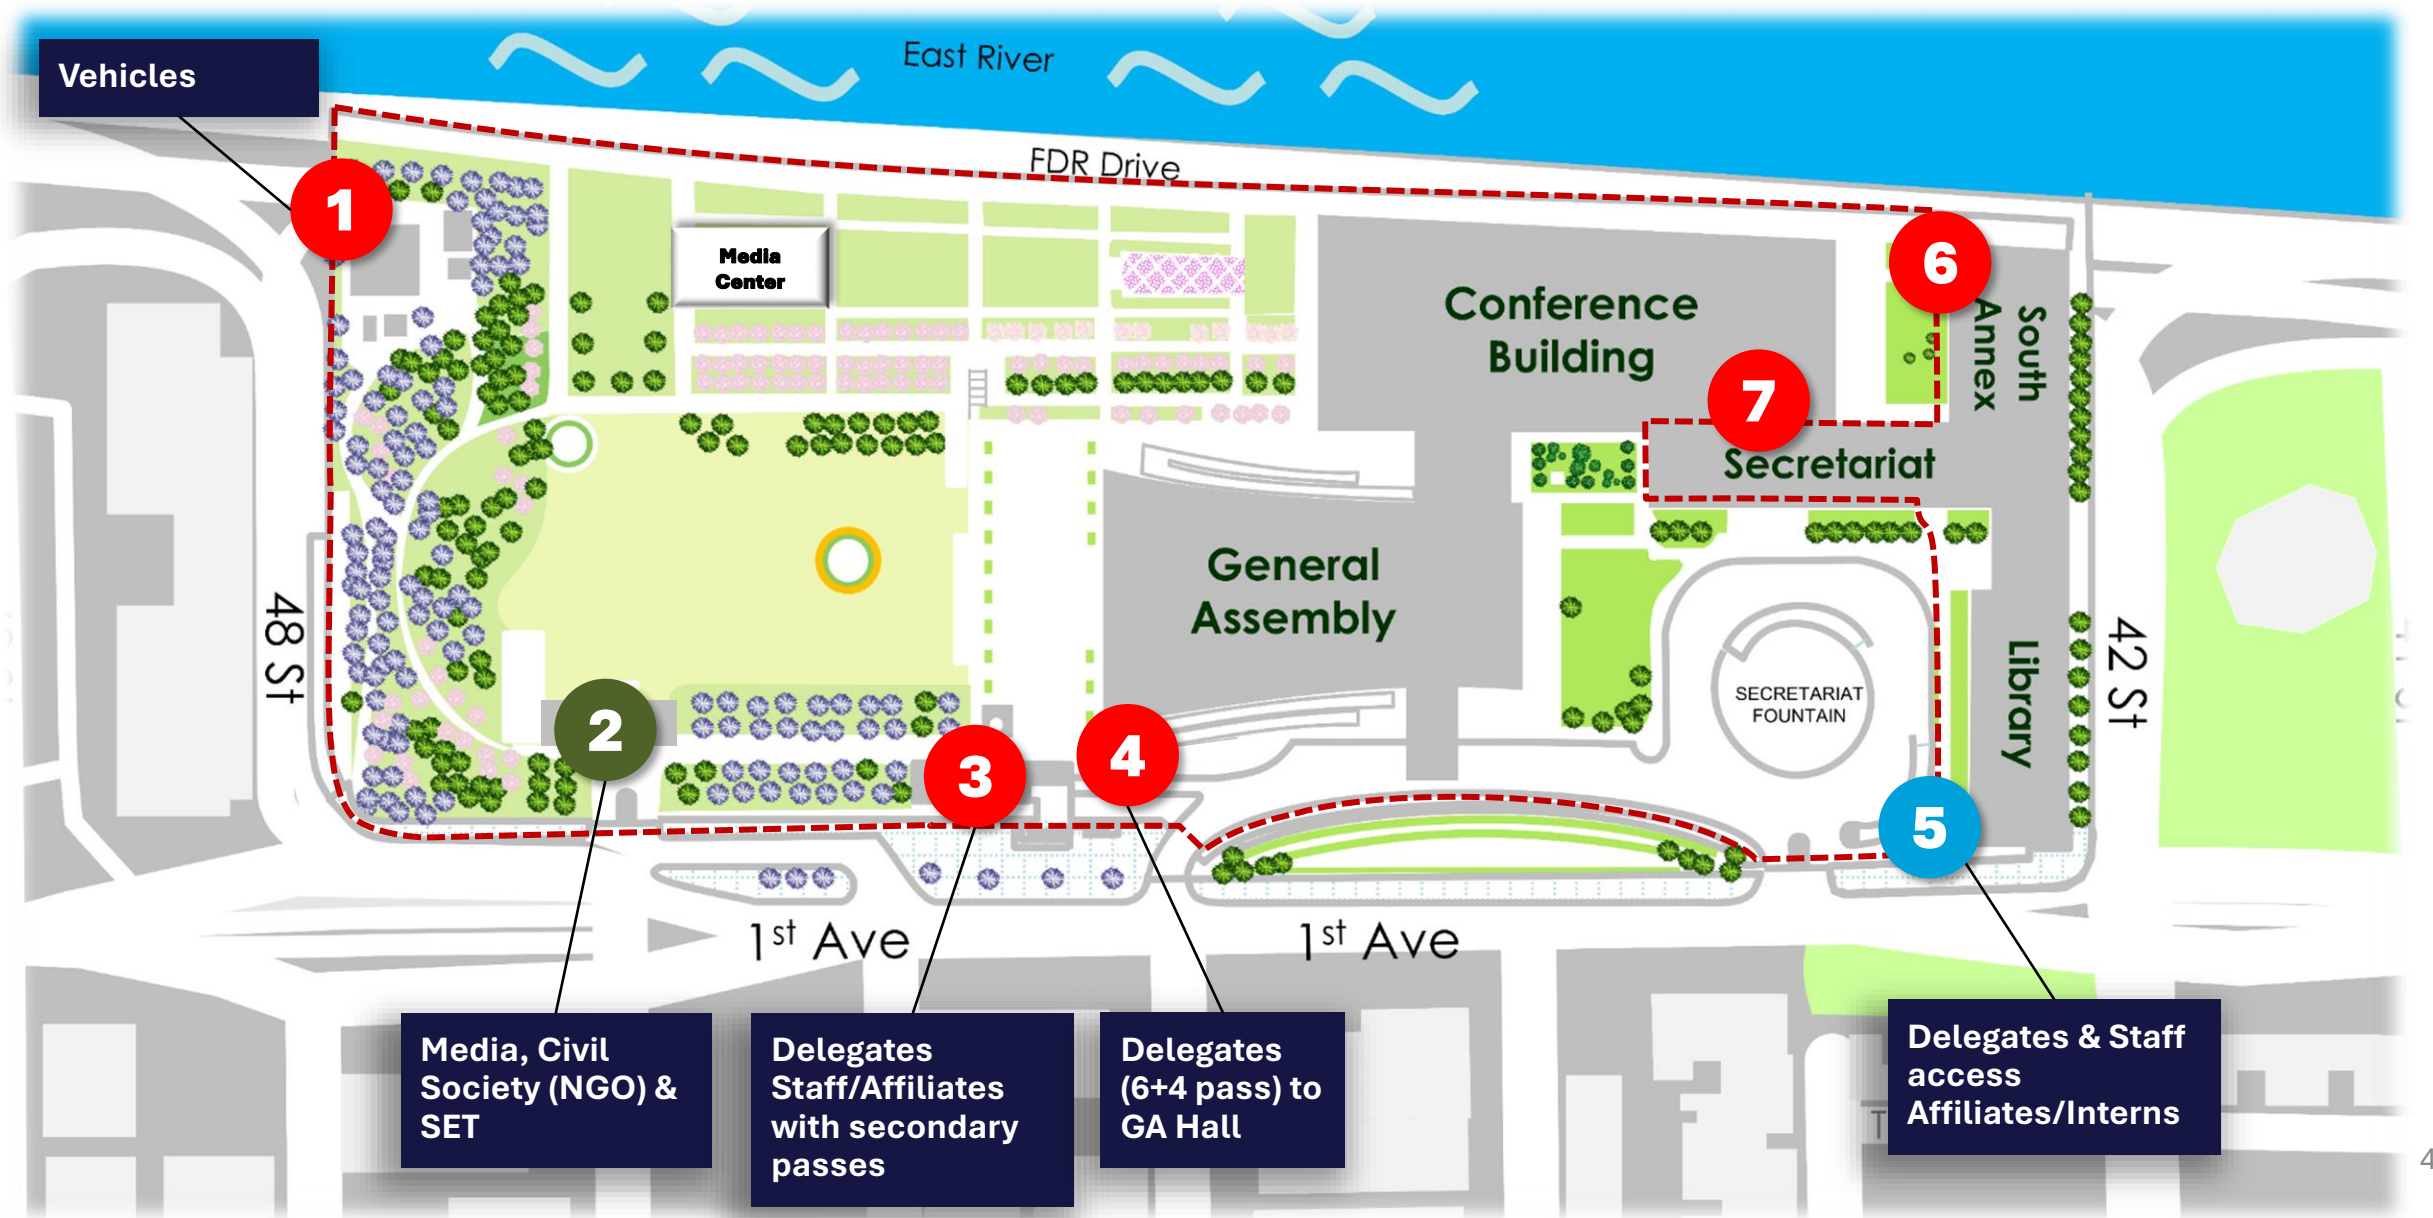 East River
Vehicles
FDR Drive
1
Media
Center
6
Conference
Building
South
Annex
7
Secretariat
General
Assembly
48 St
42 St
Library
SECRETARIAT
FOUNTAIN
2
3
4
5
1st Ave
1st Ave
Media, Civil
Society (NGO) &
SET
Delegates
Staff/Affiliates
with secondary
passes
Delegates
(6+4 pass) to
GA Hall
Delegates & Staff
access
Affiliates/Interns
T
4